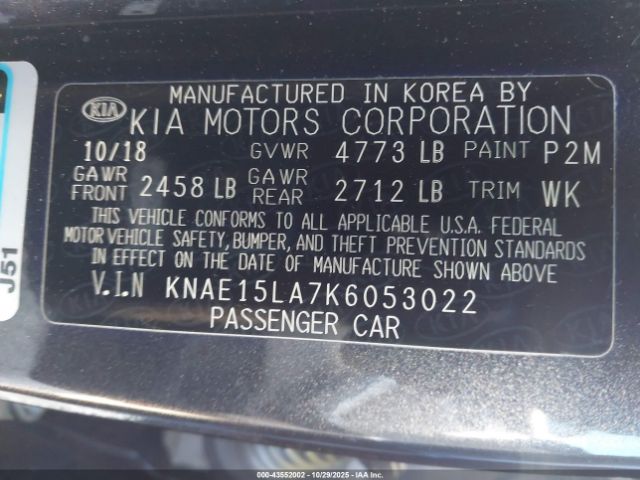 MANUFACTURED IN KOREA BY
KIA KIA MOTORS CORPORATION
10/18 GVWR 4773 LB PAINT P2M
GAWR FRONT 2458 LB GAWR REAR 2712 LB TRIM WK
THIS VEHICLE CONFORMS TO ALL APPLICABLE U.S.A. FEDERAL
MOTOR VEHICLE SAFETY, BUMPER, AND THEFT PREVENTION STANDARDS
IN EFFECT ON THE DATE OF MANUFACTURE SHOWN ABOVE
V.I.N KNAE15LA7K6053022
PASSENGER CAR
J51
000-43552002 - 10/29/2025 - IAAI.COM